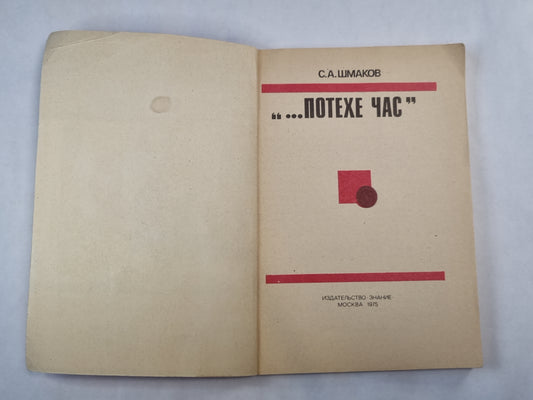 С.А.ШМАКОВ
„...ПОТЕХЕ ЧАС”
ИЗДАТЕЛЬСТВО·ЗНАНИЕ·
МОСКВА 1975